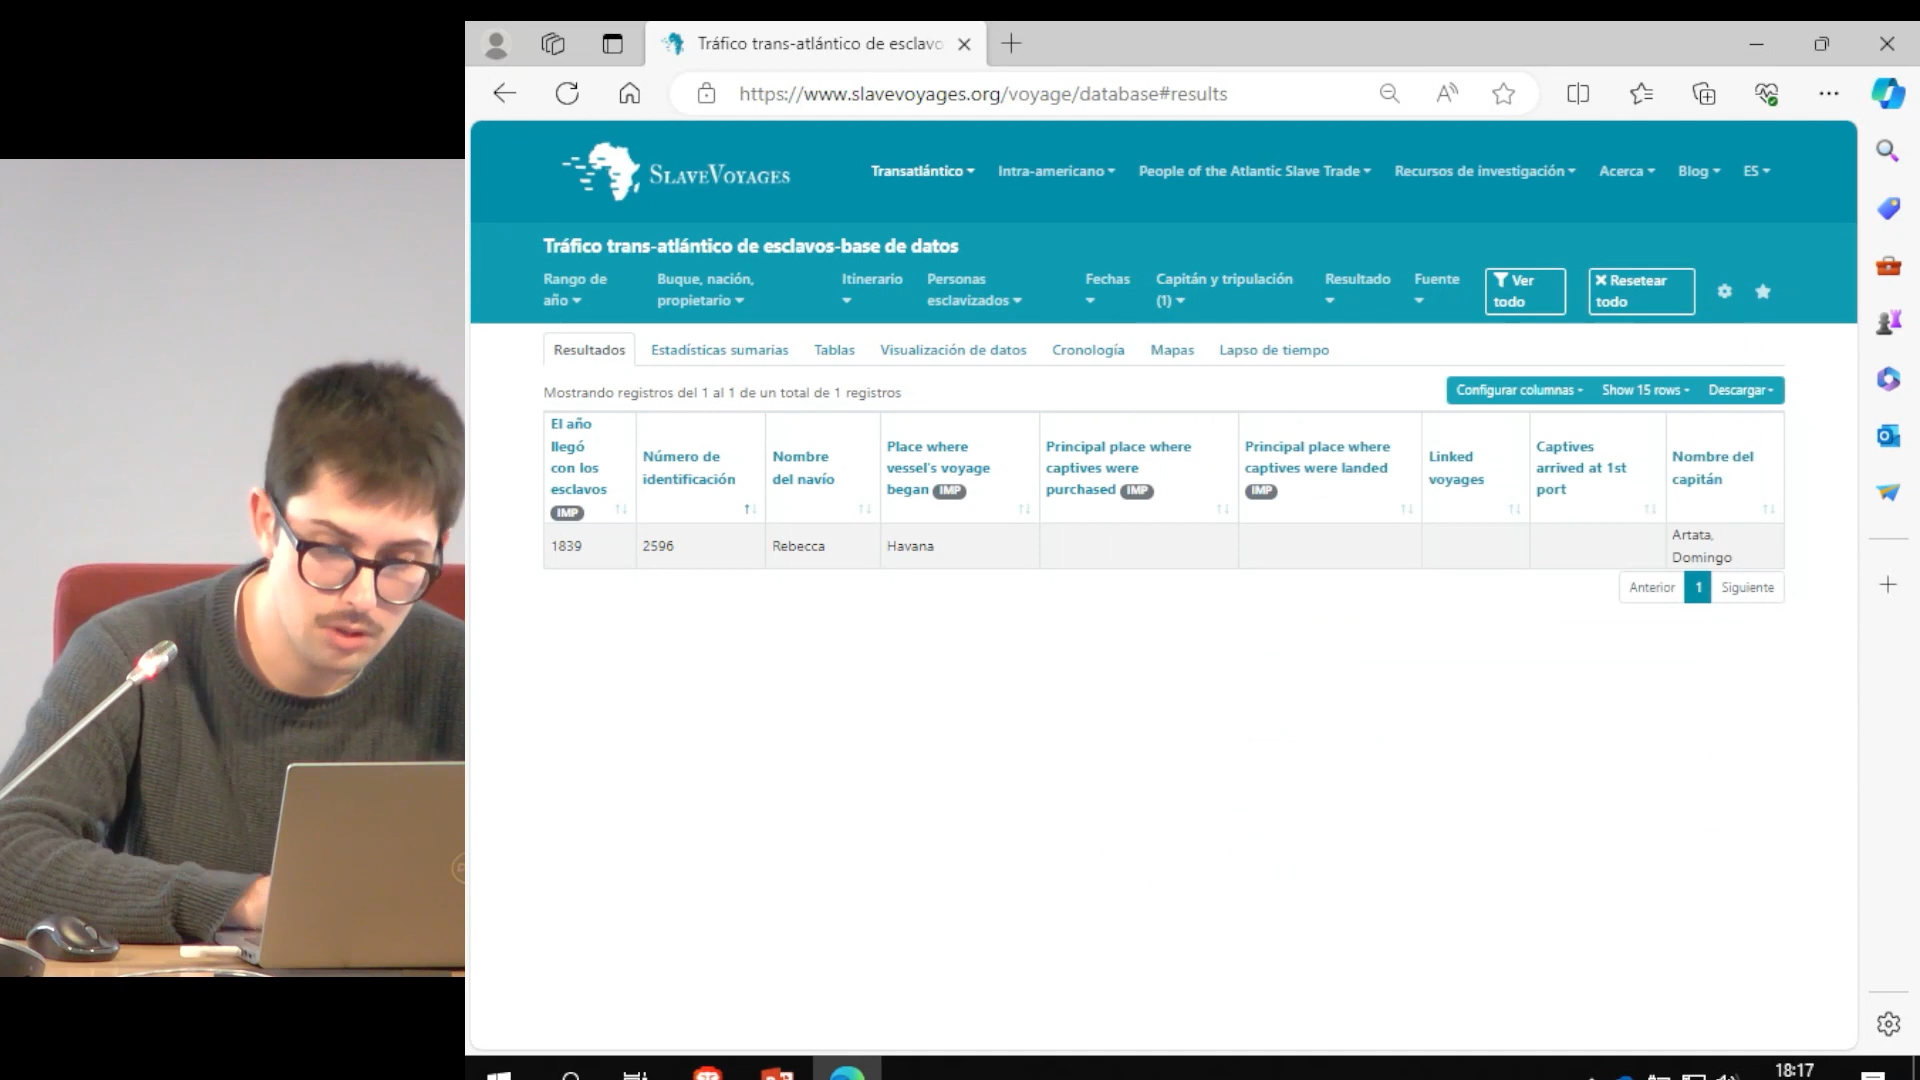 Tráfico trans-atlántico de esclavo
https://www.slavevoyages.org/voyage/database#results
SLAVEVOYAGES
Transatlántico
Intra-americano
People of the Atlantic Slave Trade
Recursos de investigación
Acerca
Blog
ES
Tráfico trans-atlántico de esclavos-base de datos
Rango de
año
Buque, nación,
propietario
Itinerario
Personas
esclavizados
Fechas
Capitán y tripulación
(1)
Resultado
Fuente
Ver
todo
Resetear
todo
Resultados
Estadísticas sumarias
Tablas
Visualización de datos
Cronología
Mapas
Lapso de tiempo
Mostrando registros del 1 al 1 de un total de 1 registros
Configurar columnas
Show 15 rows
Descargar
El año
llegó
con los
esclavos
IMP
Número de
identificación
Nombre
del navío
Place where
vessel's voyage
began IMP
Principal place where
captives were
purchased IMP
Principal place where
captives were landed
IMP
Linked
voyages
Captives
arrived at 1st
port
Nombre del
capitán
1839
2596
Rebecca
Havana
Artata,
Domingo
Anterior
1
Siguiente
18:17